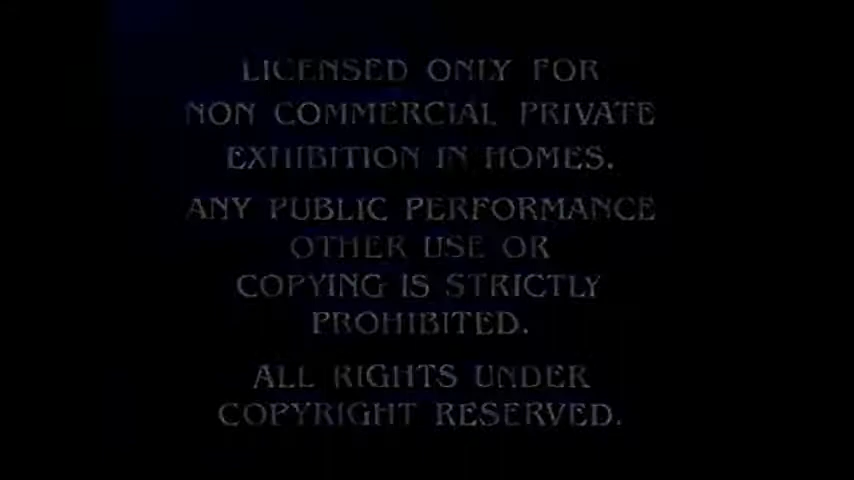 LICENSED ONLY FOR
NON COMMERCIAL PRIVATE
EXHIBITION IN HOMES.
ANY PUBLIC PERFORMANCE
OTHER USE OR
COPYING IS STRICTLY
PROHIBITED.
ALL RIGHTS UNDER
COPYRIGHT RESERVED.